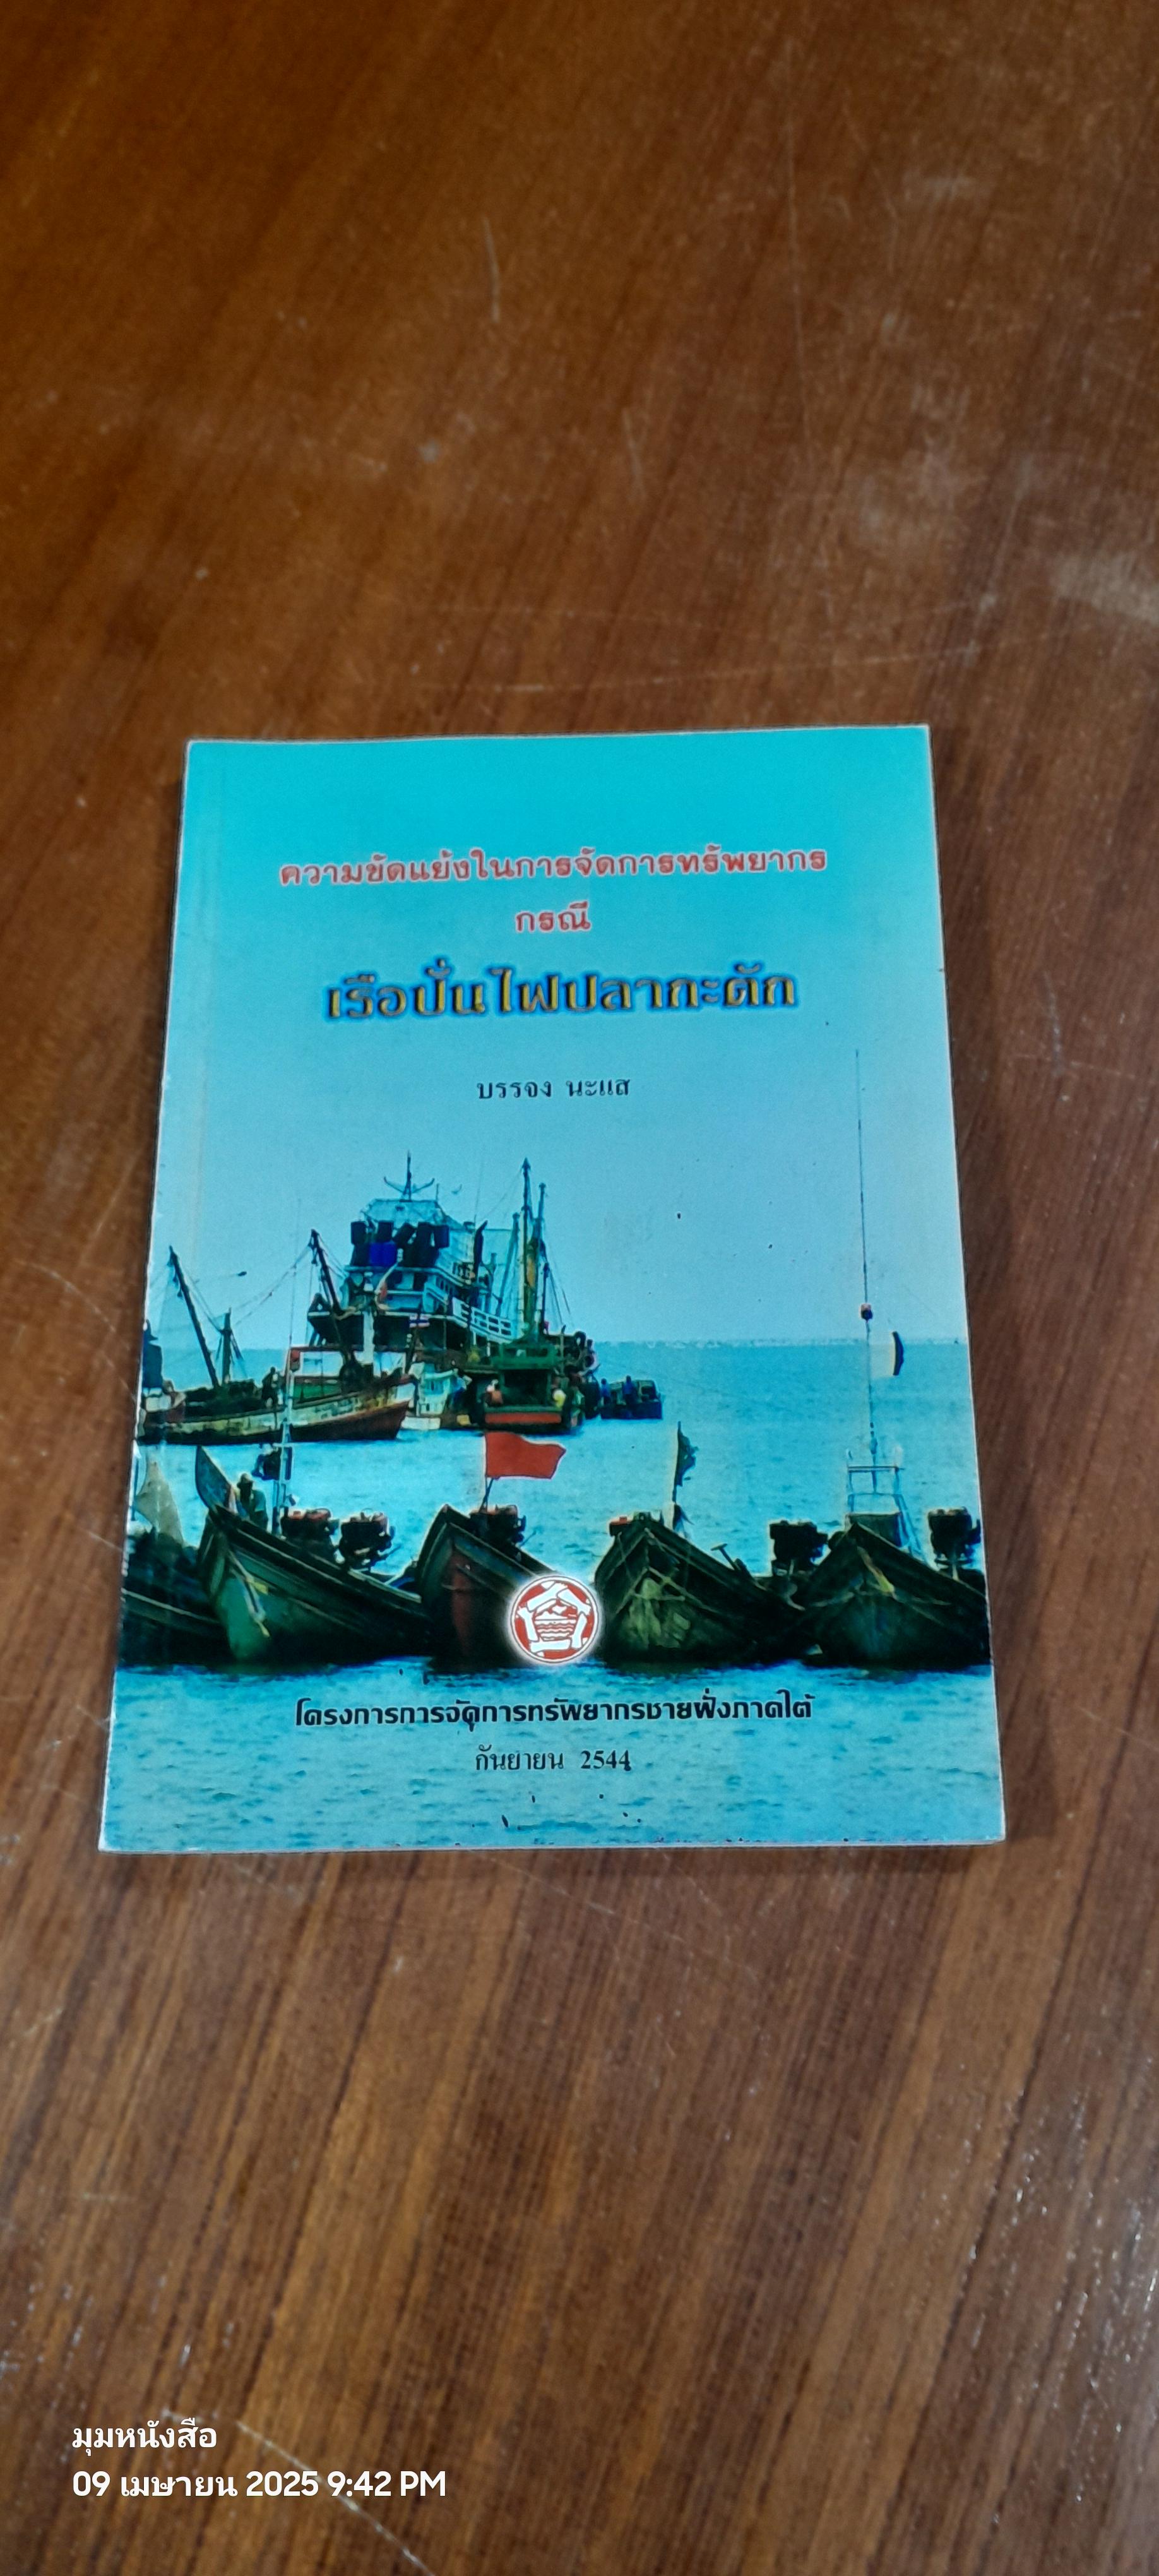 ความขัดแย้งในการจัดการทรัพยากร
กรณี
เรือปั่นไฟปลากะตัก
บรรจง นะแส
โครงการการจัดการทรัพยากรชายฝั่งภาคใต้
กันยายน 2544
มุมหนังสือ
09 เมษายน 2025 9:42 PM